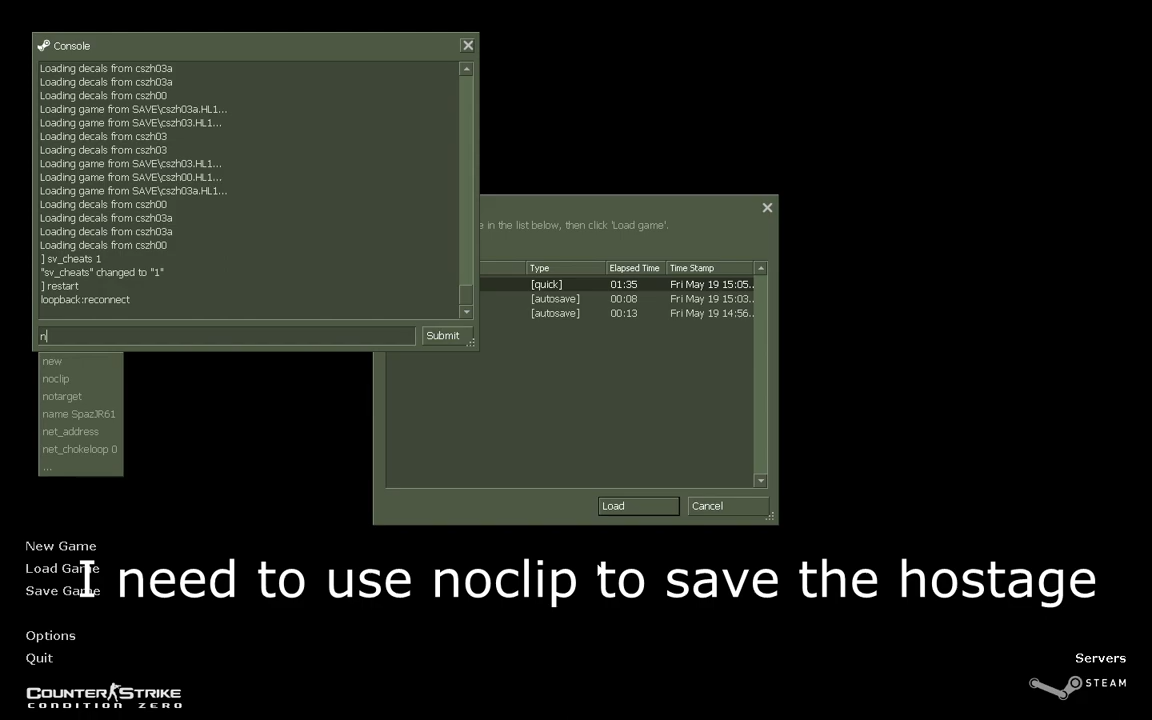 Console
Loading decals from cszh03a
Loading decals from cszh03a
Loading decals from cszh00
Loading game from SAVE\cszh03a.HL1...
Loading game from SAVE\cszh03.HL1...
Loading decals from cszh03
Loading decals from cszh03
Loading game from SAVE\cszh03.HL1...
Loading game from SAVE\cszh00.HL1...
Loading game from SAVE\cszh03a.HL1...
Loading decals from cszh00
Loading decals from cszh03a
Loading decals from cszh03a
Loading decals from cszh00
] sv_cheats 1
"sv_cheats" changed to "1"
] restart
loopback:reconnect
n
Submit
new
noclip
notarget
name SpazJR61
net_address
net_chokeloop 0
...
e in the list below, then click 'Load game'.
Type Elapsed Time Time Stamp
[quick] 01:35 Fri May 19 15:05..
[autosave] 00:08 Fri May 19 15:03..
[autosave] 00:13 Fri May 19 14:56..
Load Cancel
New Game
Load Game
Save Game
I need to use noclip to save the hostage
Options
Quit
Servers
COUNTER STRIKE
CONDITION ZERO
STEAM